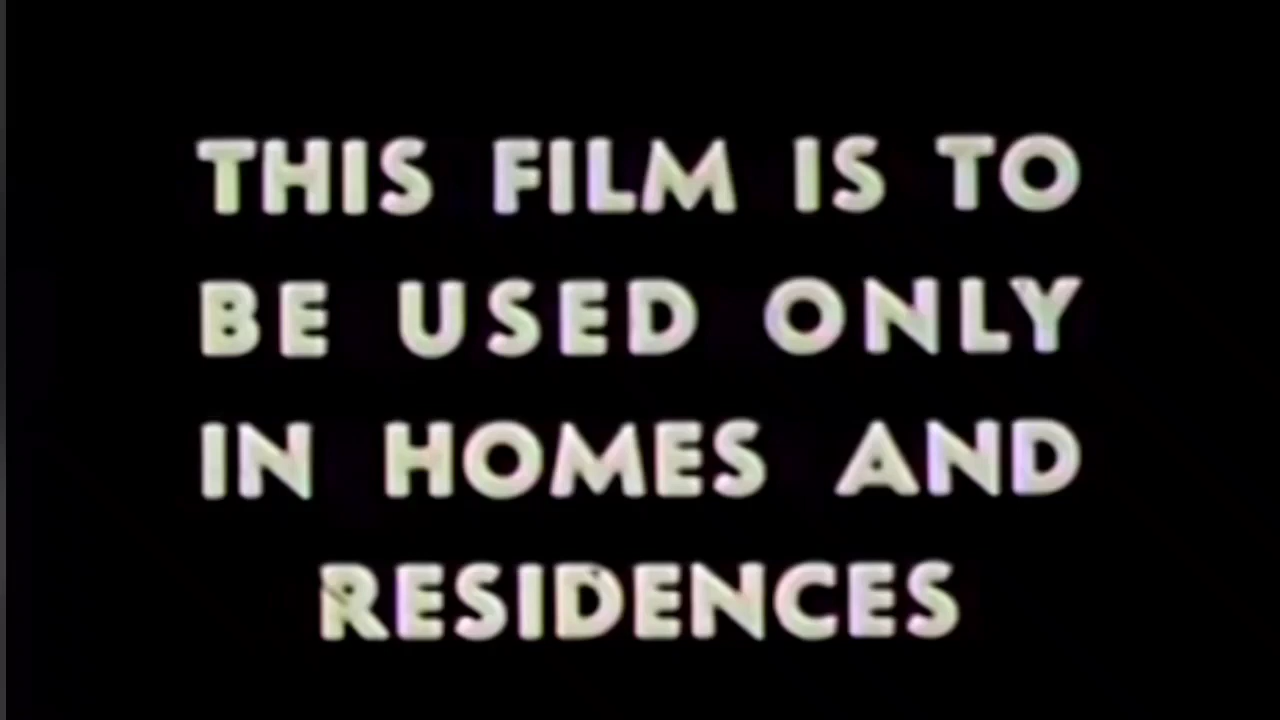 THIS FILM IS TO
BE USED ONLY
IN HOMES AND
RESIDENCES